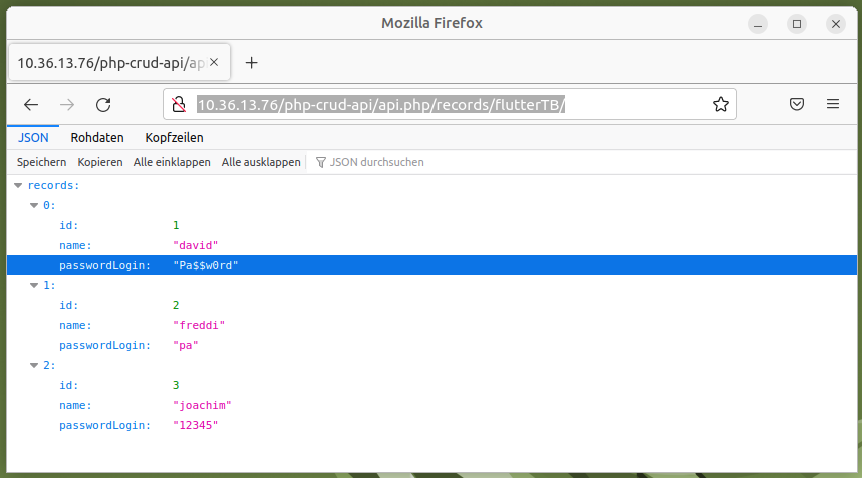 Mozilla Firefox
10.36.13.76/php-crud-api/ap
10.36.13.76/php-crud-api/api.php/records/flutterTB/
JSON Rohdaten Kopfzeilen
Speichern Kopieren Alle einklappen Alle ausklappen JSON durchsuchen
records:
0:
id: 1
name: "david"
passwordLogin: "Pa$$w0rd"
1:
id: 2
name: "freddi"
passwordLogin: "pa"
2:
id: 3
name: "joachim"
passwordLogin: "12345"